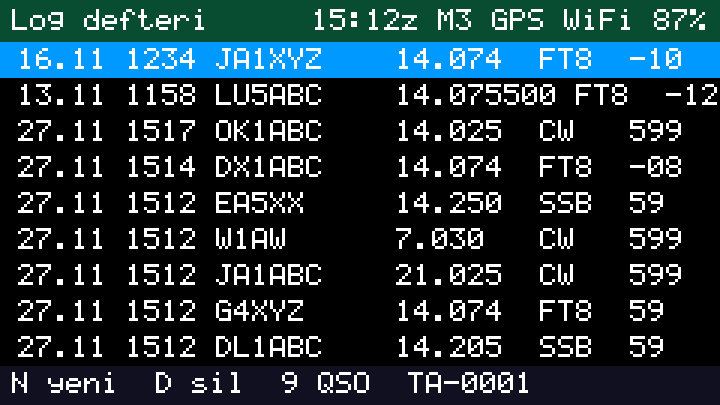 Log defteri 15:12z M3 GPS WiFi 87%
16.11 1234 JA1XYZ 14.074 FT8 -10
13.11 1158 LU5ABC 14.075500 FT8 -12
27.11 1517 OK1ABC 14.025 CW 599
27.11 1514 DX1ABC 14.074 FT8 -08
27.11 1512 EA5XX 14.250 SSB 59
27.11 1512 W1AW 7.030 CW 599
27.11 1512 JA1ABC 21.025 CW 599
27.11 1512 G4XYZ 14.074 FT8 59
27.11 1512 DL1ABC 14.205 SSB 59
N yeni D sil 9 QSO TA-0001